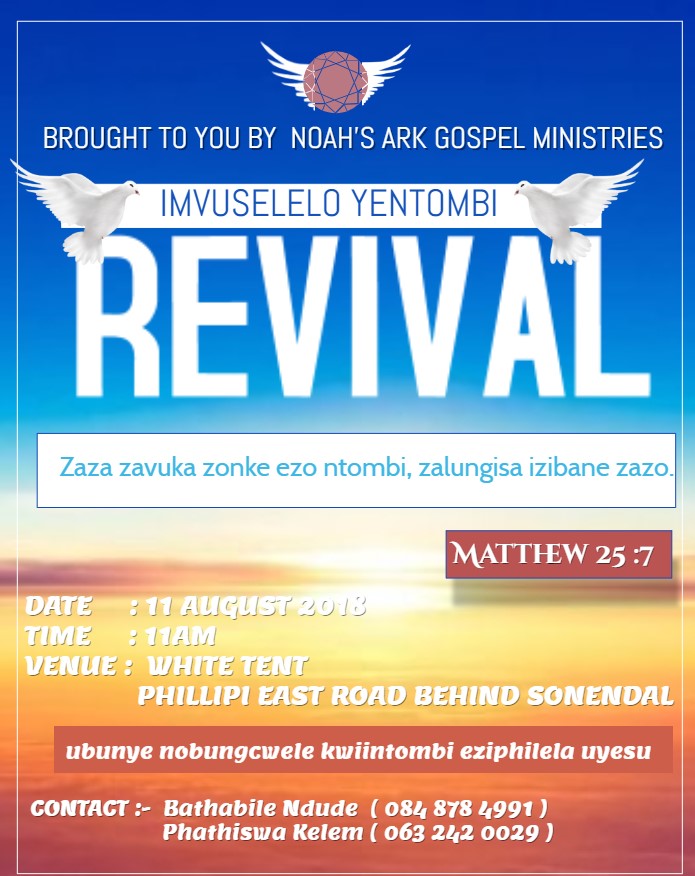 BROUGHT TO YOU BY NOAH'S ARK GOSPEL MINISTRIES
IMVUSELELO YENTOMBI
REVIVAL
Zaza zavuka zonke ezo ntombi, zalungisa izibane zazo.
MATTHEW 25 :7
DATE : 11 AUGUST 2018
TIME : 11AM
VENUE : WHITE TENT
PHILLIPI EAST ROAD BEHIND SONENDAL
ubunye nobungcwele kwiintombi eziphilela uyesu
CONTACT :- Bathabile Ndude ( 084 878 4991 )
Phathiswa Kelem ( 063 242 0029 )